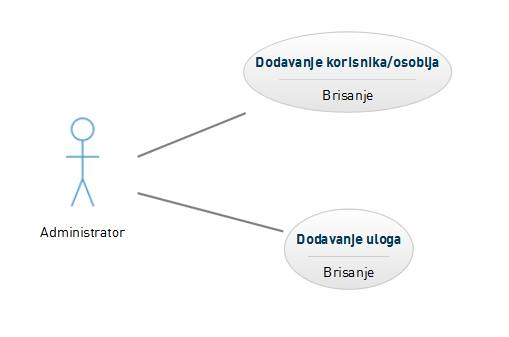 Dodavanje korisnika/osoblja
Brisanje
Administrator
Dodavanje uloga
Brisanje